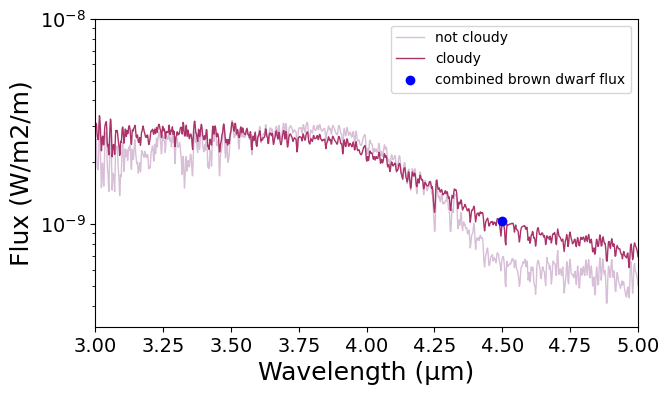 10⁻⁸
10⁻⁹
Flux (W/m2/m)
not cloudy
cloudy
combined brown dwarf flux
3.00 3.25 3.50 3.75 4.00 4.25 4.50 4.75 5.00
Wavelength (μm)